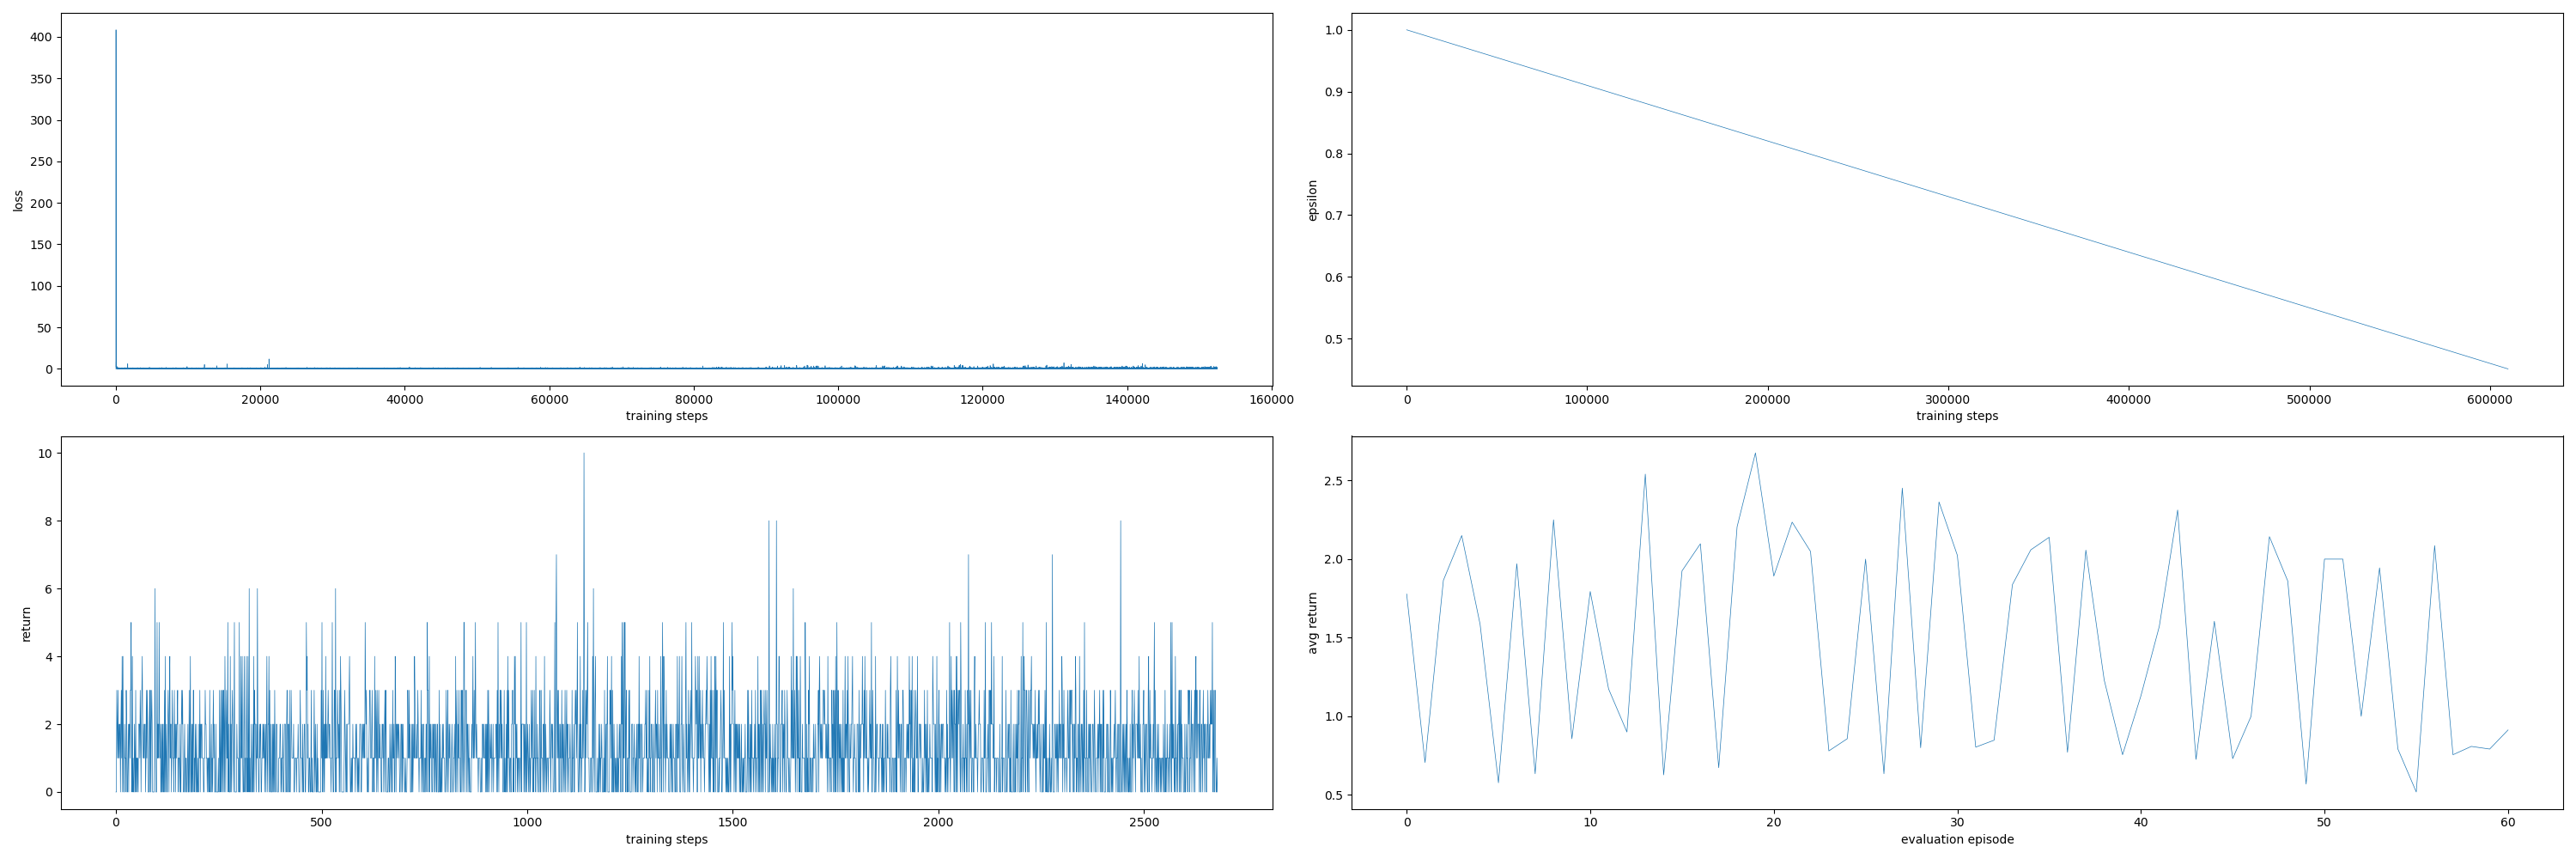 400
350
300
250
200
150
100
50
0
loss
0 20000 40000 60000 80000 100000 120000 140000 160000
training steps
1.0
0.9
0.8
0.7
0.6
0.5
epsilon
0 100000 200000 300000 400000 500000 600000
training steps
10
8
6
4
2
0
return
0 500 1000 1500 2000 2500
training steps
2.5
2.0
1.5
1.0
0.5
avg return
0 10 20 30 40 50 60
evaluation episode